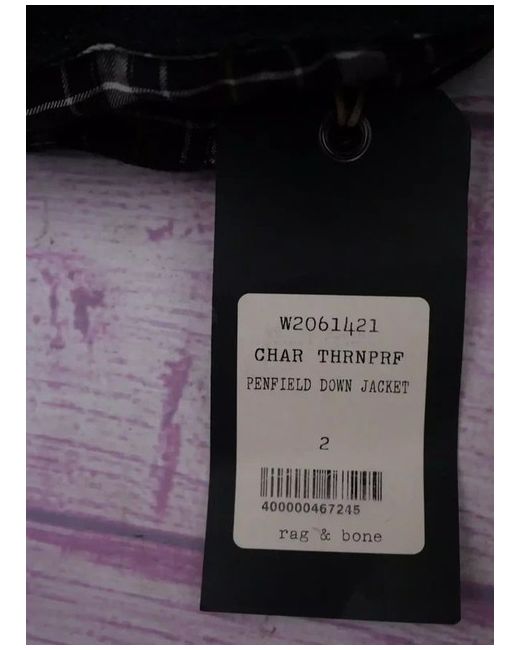 W2061421
CHAR THRNPRF
PENFIELD DOWN JACKET
2
400000467245
rag & bone